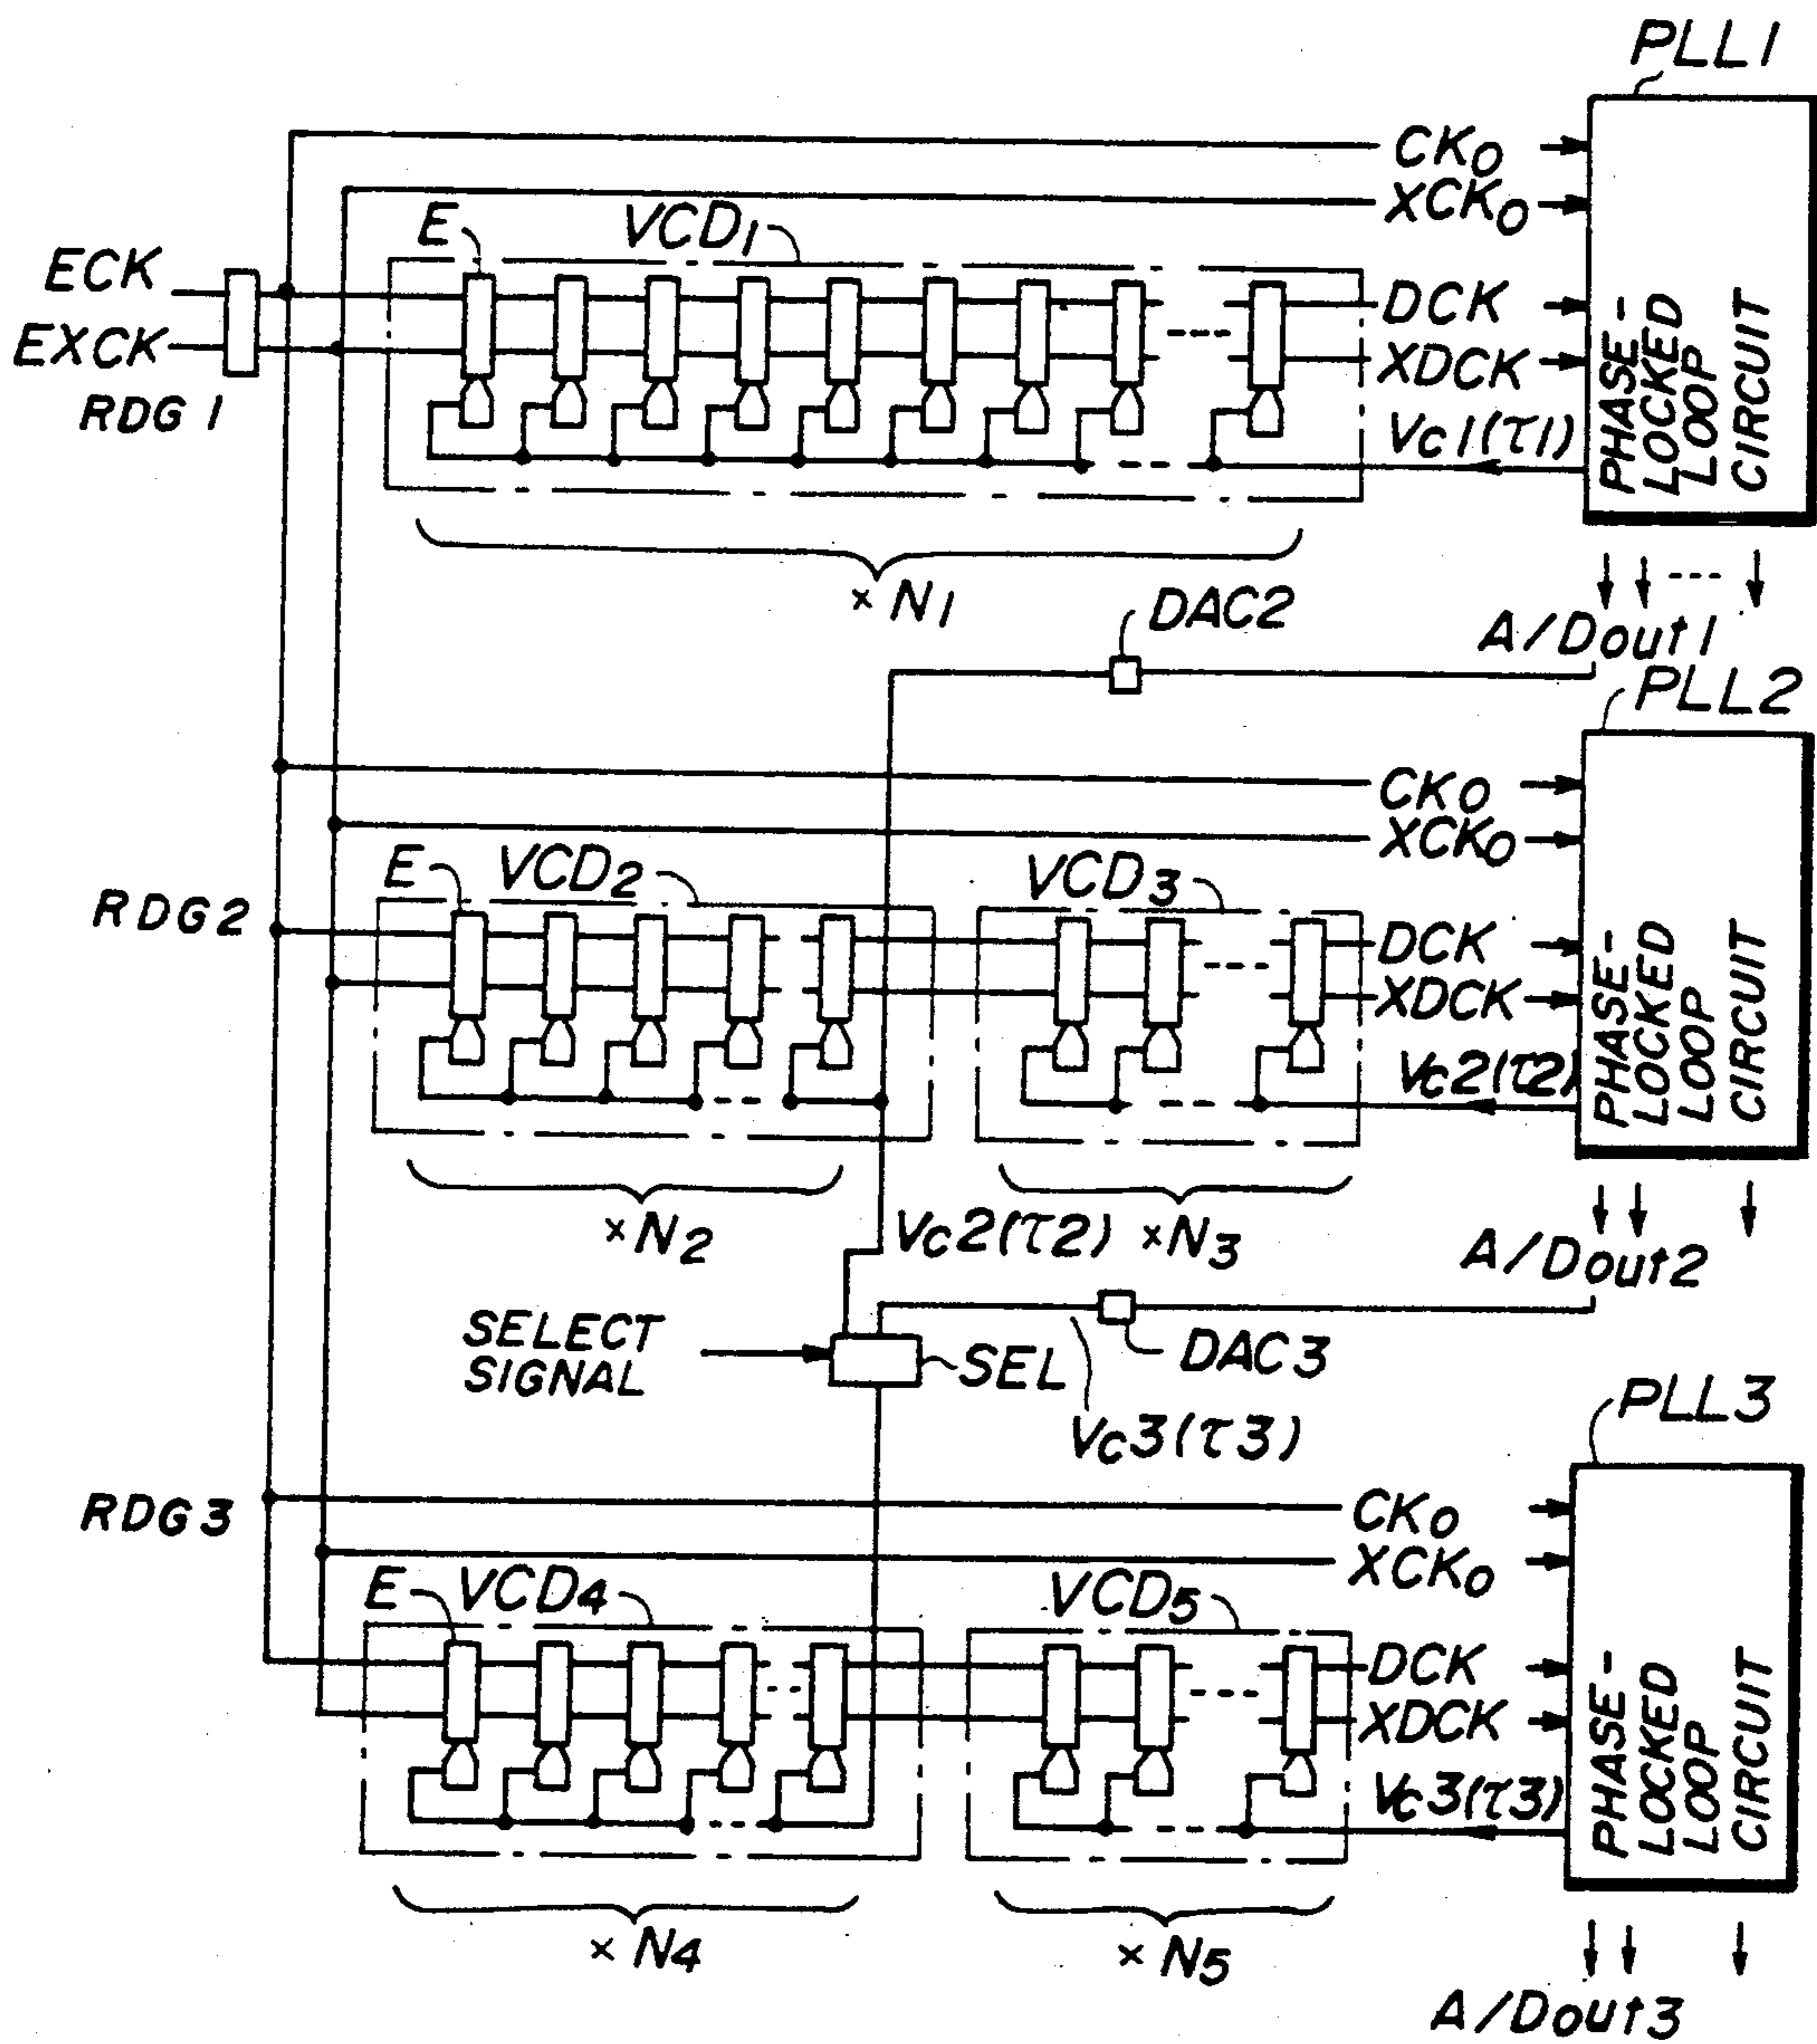 PLL1
CK0
XCK0
E
VCD1
ECK
EXCK
RDG 1
DCK
XDCK
Vc1(τ1)
PHASE-
LOCKED
LOOP
CIRCUIT
× N1
DAC2
A/Dout1
PLL2
CK0
XCK0
E
VCD2
VCD3
RDG2
DCK
XDCK
Vc2(τ2)
PHASE-
LOCKED
LOOP
CIRCUIT
×N2
Vc2(τ2)
×N3
A/Dout2
SELECT
SIGNAL
SEL
DAC3
Vc3(τ3)
PLL3
RDG3
CK0
XCK0
E
VCD4
VCD5
DCK
XDCK
Vc3(τ3)
PHASE-
LOCKED
LOOP
CIRCUIT
× N4
× N5
A/Dout3